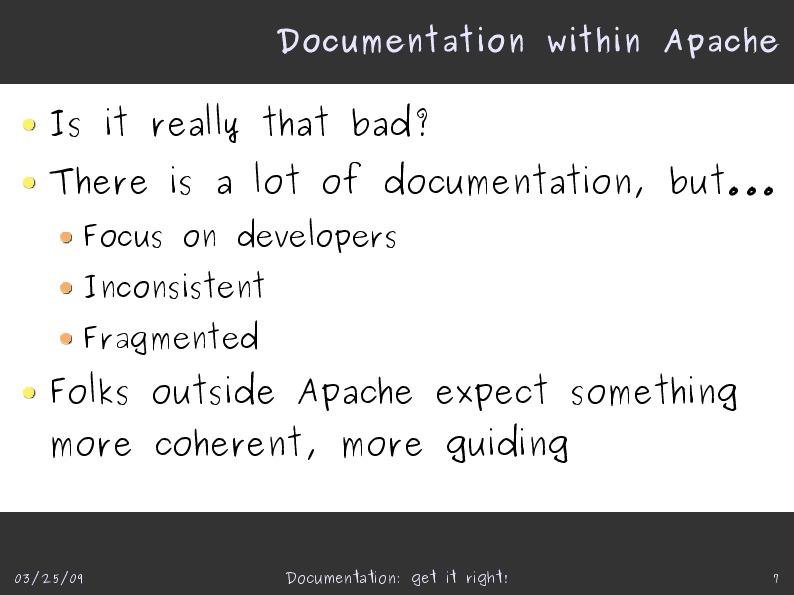 Documentation within Apache
Is it really that bad?
There is a lot of documentation, but...
Focus on developers
Inconsistent
Fragmented
Folks outside Apache expect something
more coherent, more guiding
03/25/09
Documentation: get it right!
7